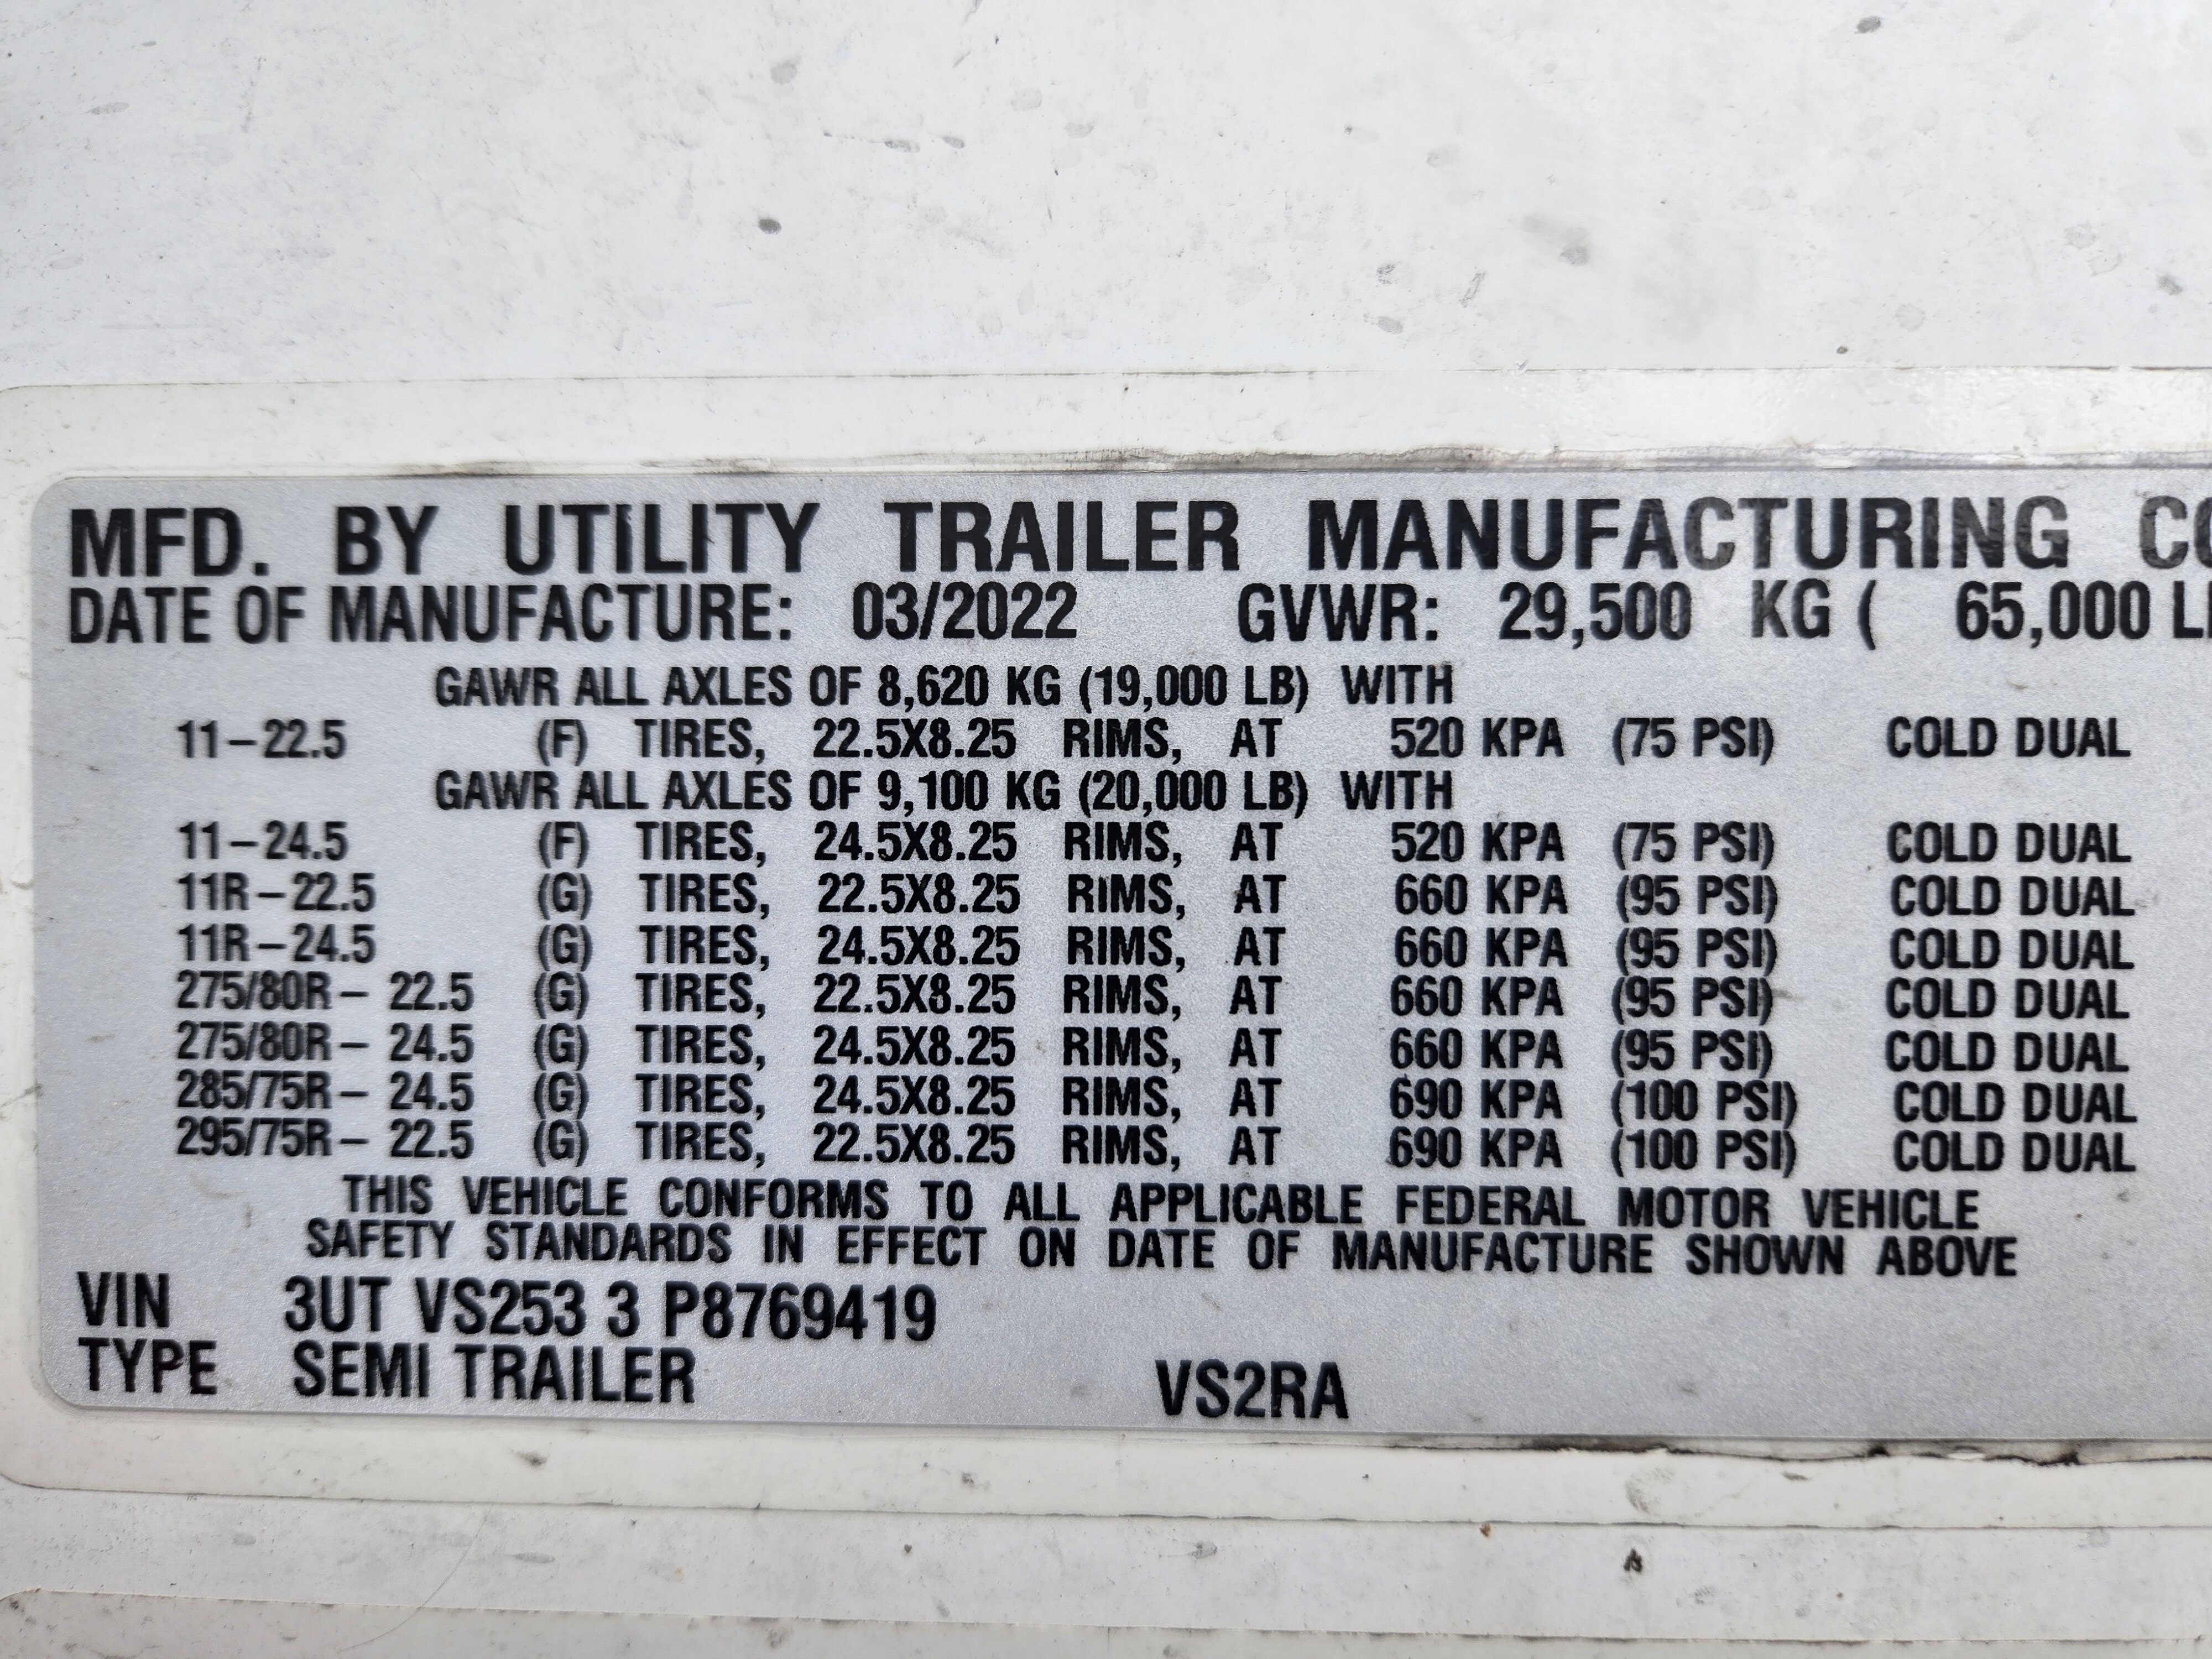 MFD. BY UTILITY TRAILER MANUFACTURING
DATE OF MANUFACTURE: 03/2022 GVWR: 29,500 KG ( 65,000
GAWR ALL AXLES OF 8,620 KG (19,000 LB) WITH
11-22.5 (F) TIRES, 22.5X8.25 RIMS, AT 520 KPA (75 PSI) COLD DUAL
GAWR ALL AXLES OF 9,100 KG (20,000 LB) WITH
11-24.5 (F) TIRES, 24.5X8.25 RIMS, AT 520 KPA (75 PSI) COLD DUAL
11R-22.5 (G) TIRES, 22.5X8.25 RIMS, AT 660 KPA (95 PSI) COLD DUAL
11R-24.5 (G) TIRES, 24.5X8.25 RIMS, AT 660 KPA (95 PSI) COLD DUAL
275/80R- 22.5 (G) TIRES, 22.5X8.25 RIMS, AT 660 KPA (95 PSI) COLD DUAL
275/80R- 24.5 (G) TIRES, 24.5X8.25 RIMS, AT 660 KPA (95 PSI) COLD DUAL
285/75R- 24.5 (G) TIRES, 24.5X8.25 RIMS, AT 690 KPA (100 PSI) COLD DUAL
295/75R- 22.5 (G) TIRES, 22.5X8.25 RIMS, AT 690 KPA (100 PSI) COLD DUAL
THIS VEHICLE CONFORMS TO ALL APPLICABLE FEDERAL MOTOR VEHICLE
SAFETY STANDARDS IN EFFECT ON DATE OF MANUFACTURE SHOWN ABOVE
VIN 3UT VS253 3 P8769419
TYPE SEMI TRAILER VS2RA